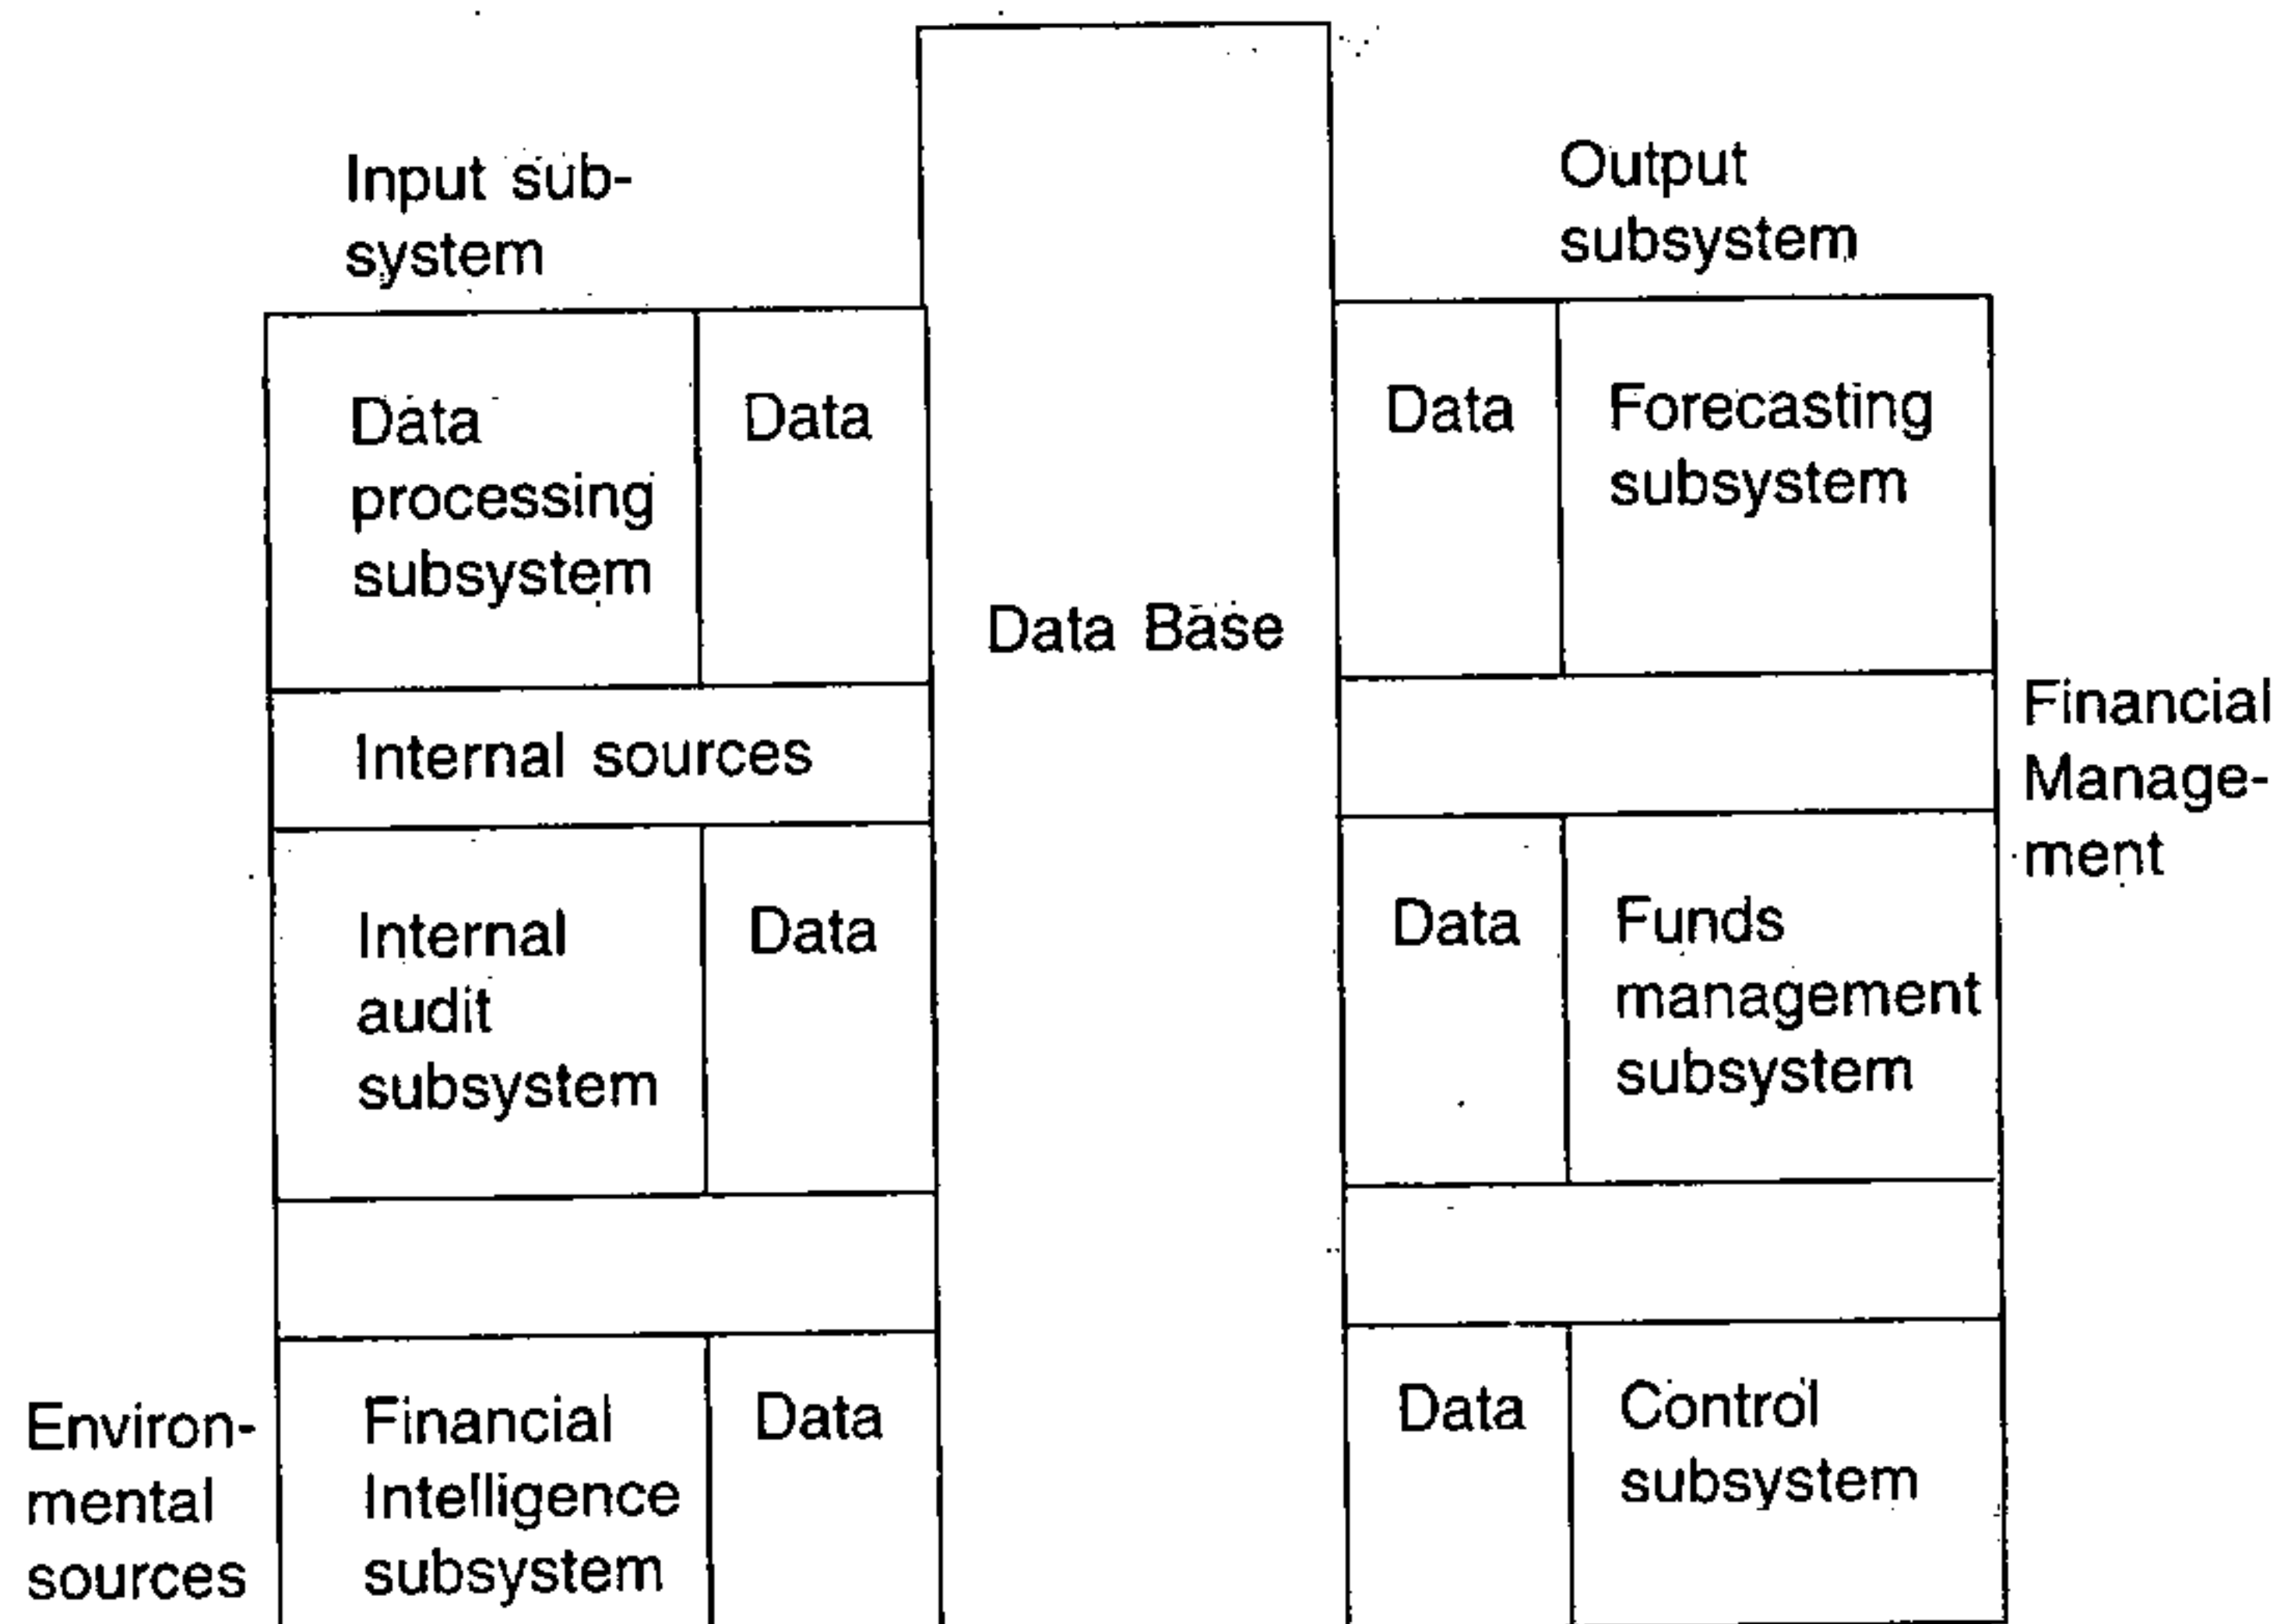 Input sub-
system
Output
subsystem
Data
processing
subsystem
Data
Data Base
Data
Forecasting
subsystem
Internal sources
Financial
Manage-
ment
Internal
audit
subsystem
Data
Data
Funds
management
subsystem
Environ-
mental
sources
Financial
Intelligence
subsystem
Data
Data
Control
subsystem